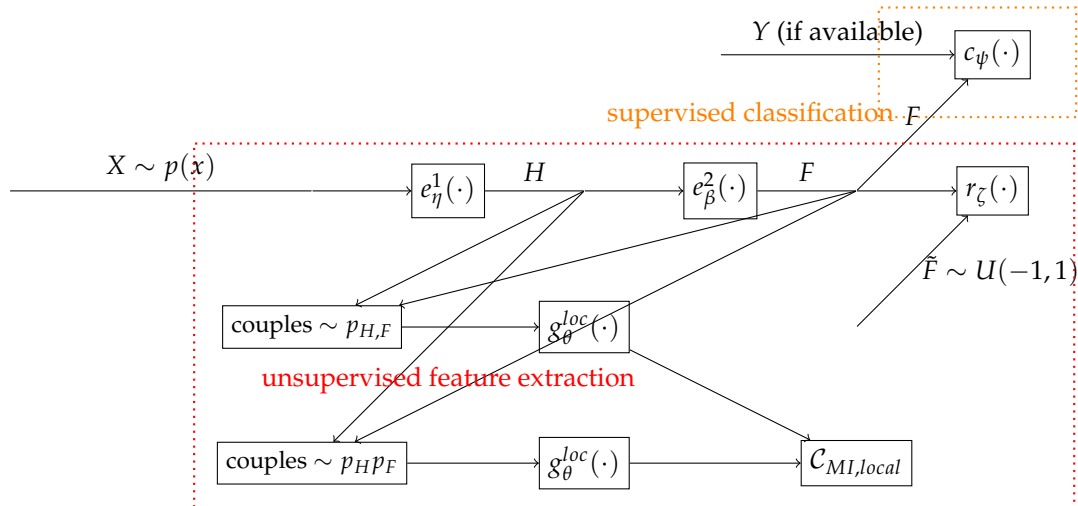 Y (if available)
c_ψ(·)
supervised classification
F
X ∼ p(x)
e^1_η(·)
H
e^2_β(·)
F
r_ζ(·)
F̃ ∼ U(−1, 1)
couples ∼ p_{H,F}
g^{loc}_θ(·)
unsupervised feature extraction
couples ∼ p_H p_F
g^{loc}_θ(·)
𝒞_{MI,local}